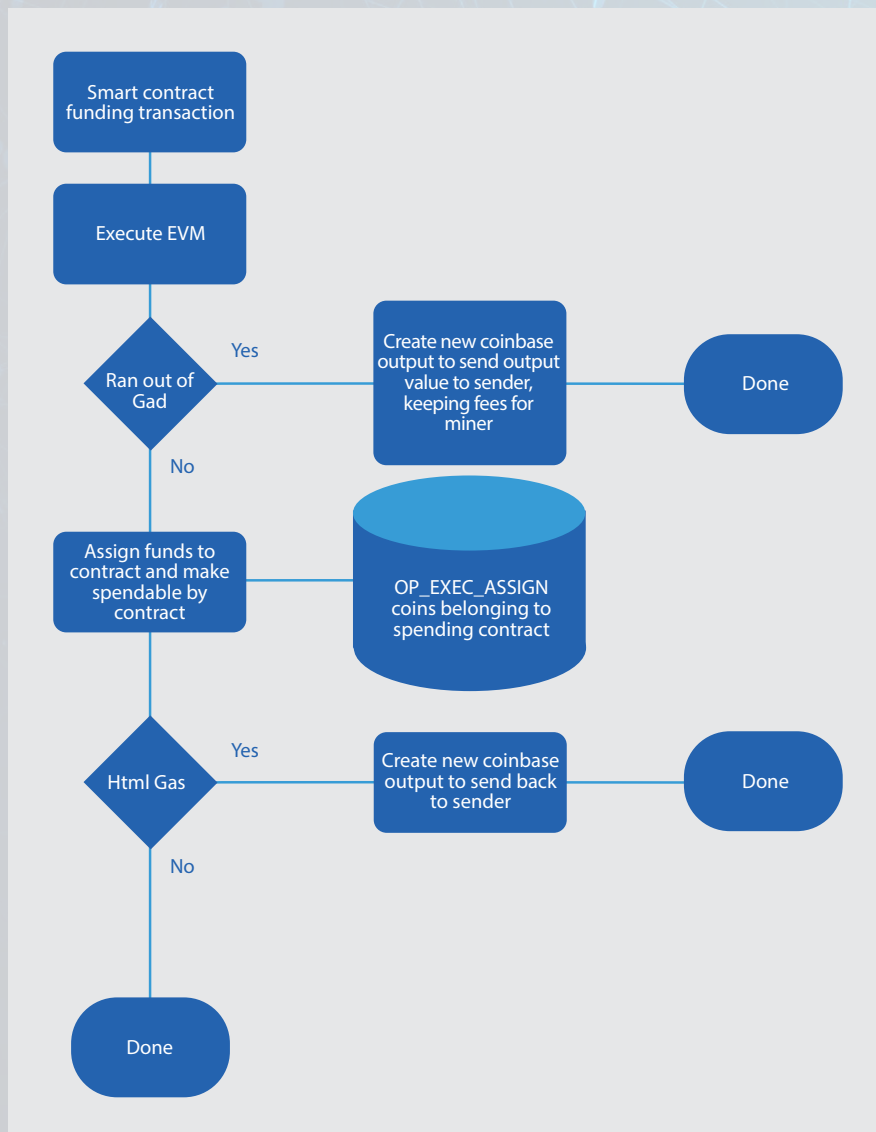 Smart contract
funding transaction
Execute EVM
Yes
Ran out of
Gad
Create new coinbase
output to send output
value to sender,
keeping fees for
miner
Done
No
Assign funds to
contract and make
spendable by
contract
OP_EXEC_ASSIGN
coins belonging to
spending contract
Yes
Html Gas
Create new coinbase
output to send back
to sender
Done
No
Done